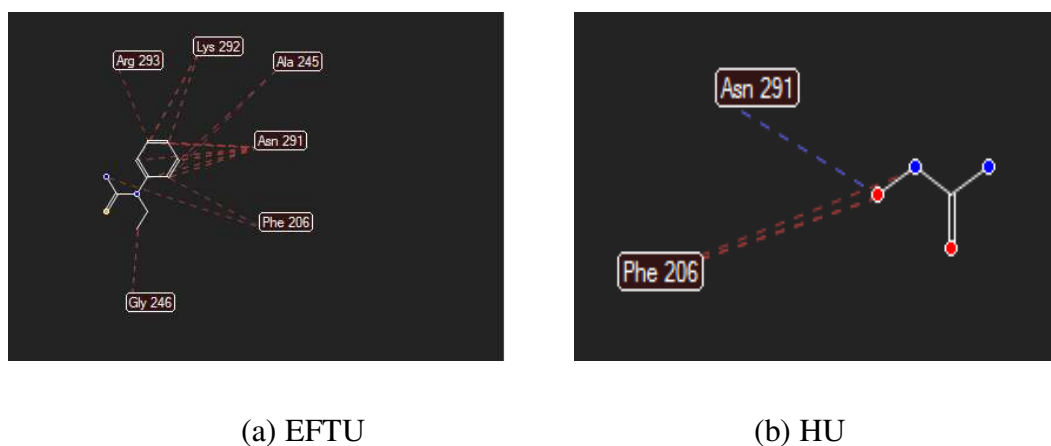 Lys 292
Arg 293
Ala 245
Asn 291
Phe 206
Gly 246
Asn 291
Phe 206
(a) EFTU
(b) HU